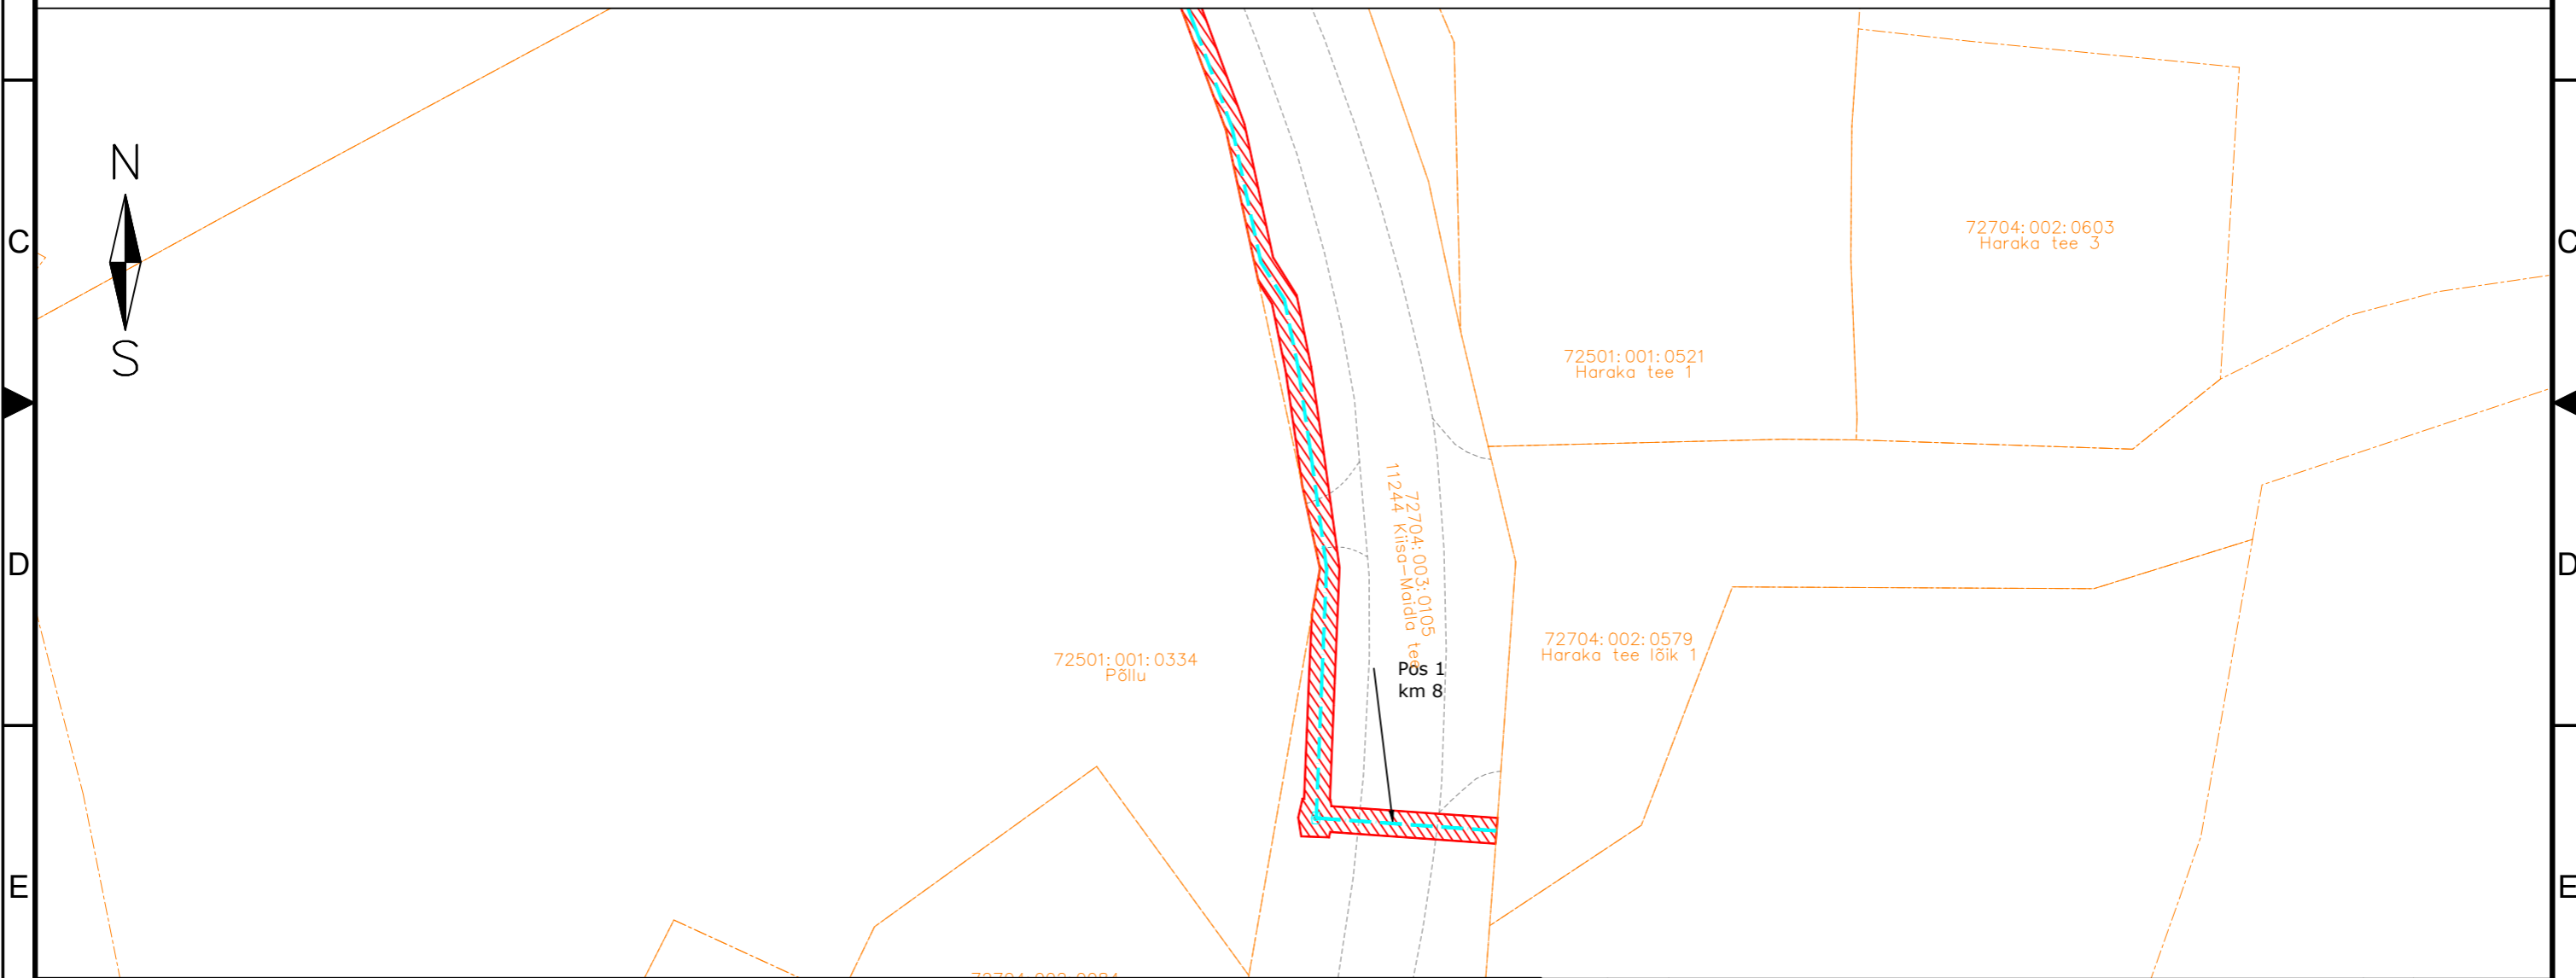 N
S
C
C
72704:002:0603
Haraka tee 3
72501:001:0521
Haraka tee 1
72704:003:0105
11244 Kiisa-Maidla tee
D
D
72704:002:0579
Haraka tee lõik 1
72501:001:0334
Põllu
Pos 1
km 8
E
E